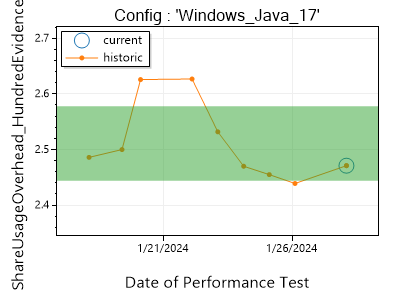 Config : 'Windows_Java_17'
ShareUsageOverhead_HundredEvidence
2.7
2.6
2.5
2.4
current
historic
1/21/2024
1/26/2024
Date of Performance Test